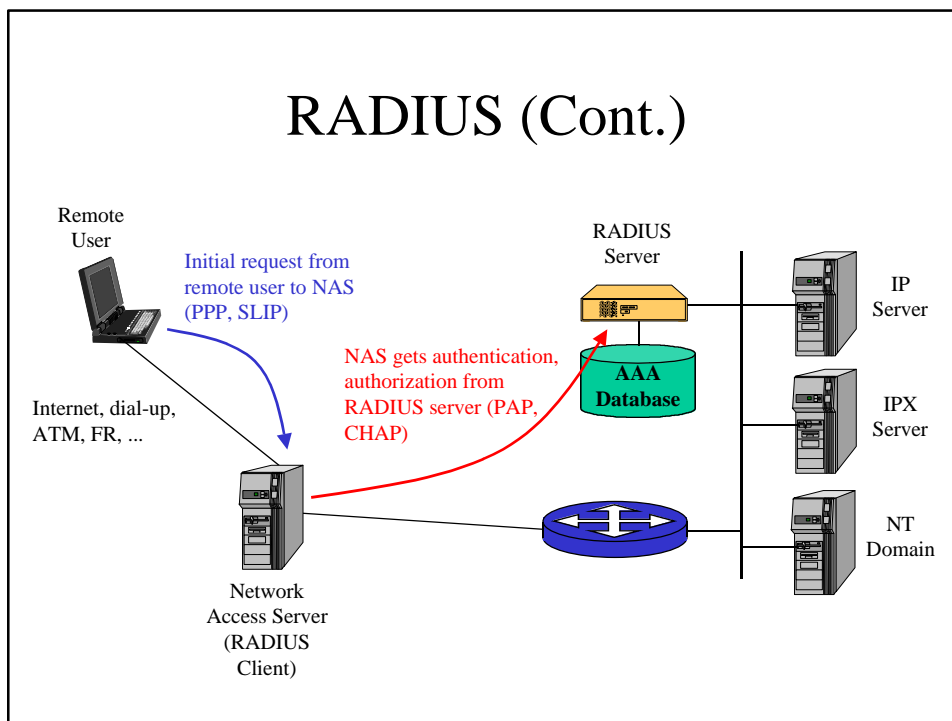 RADIUS (Cont.)
Remote
User
Initial request from
remote user to NAS
(PPP, SLIP)
RADIUS
Server
IP
Server
NAS gets authentication,
authorization from
RADIUS server (PAP,
CHAP)
AAA
Database
Internet, dial-up,
ATM, FR, ...
IPX
Server
NT
Domain
Network
Access Server
(RADIUS
Client)